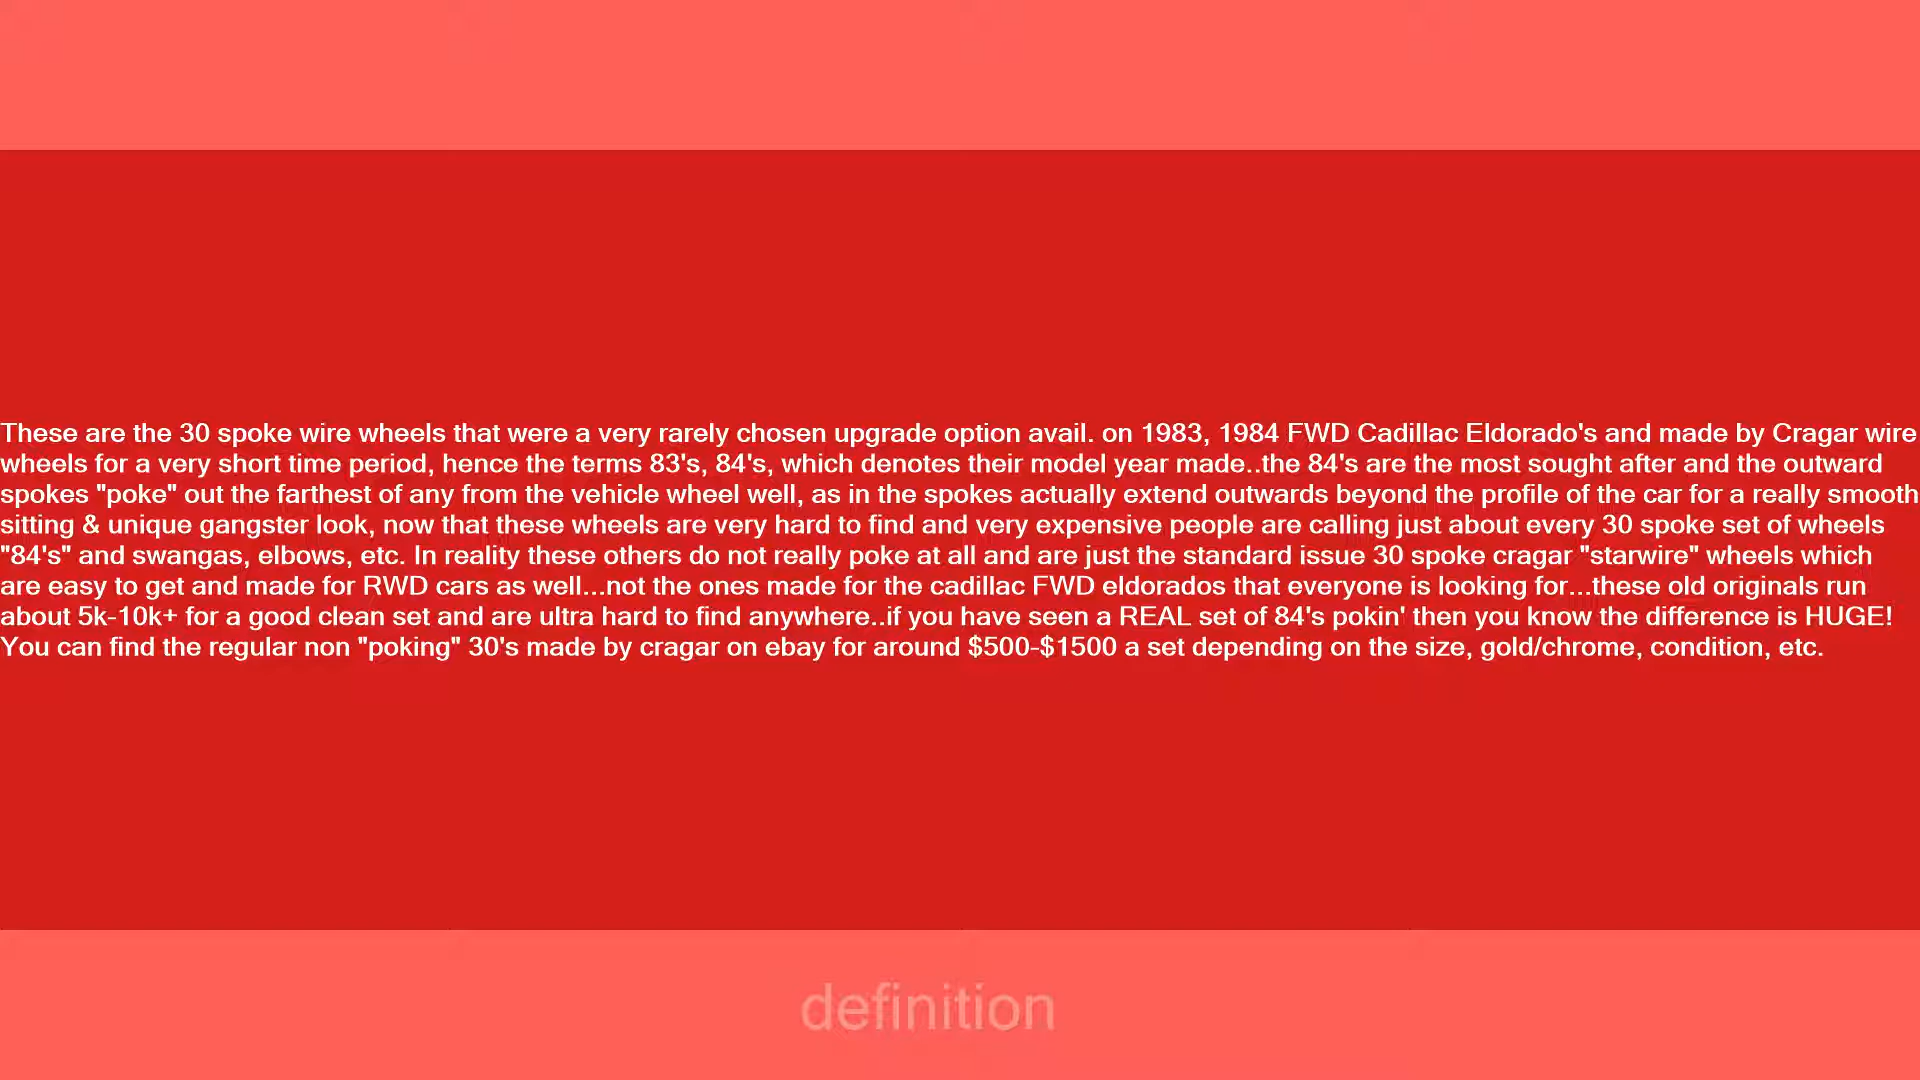 These are the 30 spoke wire wheels that were a very rarely chosen upgrade option avail. on 1983, 1984 FWD Cadillac Eldorado's and made by Cragar wire
wheels for a very short time period, hence the terms 83's, 84's, which denotes their model year made..the 84's are the most sought after and the outward
spokes "poke" out the farthest of any from the vehicle wheel well, as in the spokes actually extend outwards beyond the profile of the car for a really smooth
sitting & unique gangster look, now that these wheels are very hard to find and very expensive people are calling just about every 30 spoke set of wheels
"84's" and swangas, elbows, etc. In reality these others do not really poke at all and are just the standard issue 30 spoke cragar "starwire" wheels which
are easy to get and made for RWD cars as well...not the ones made for the cadillac FWD eldorados that everyone is looking for...these old originals run
about 5k-10k+ for a good clean set and are ultra hard to find anywhere..if you have seen a REAL set of 84's pokin' then you know the difference is HUGE!
You can find the regular non "poking" 30's made by cragar on ebay for around $500-$1500 a set depending on the size, gold/chrome, condition, etc.
definition